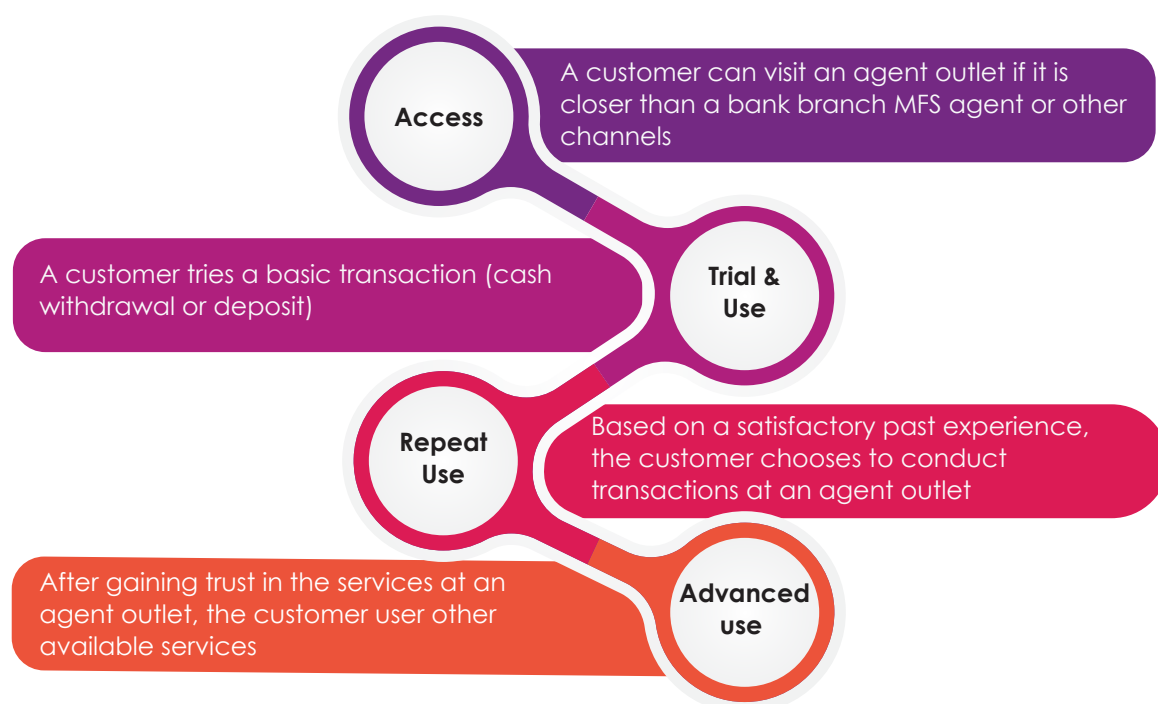 Access
A customer can visit an agent outlet if it is
closer than a bank branch MFS agent or other
channels
A customer tries a basic transaction (cash
withdrawal or deposit)
Trial &
Use
Repeat
Use
Based on a satisfactory past experience,
the customer chooses to conduct
transactions at an agent outlet
After gaining trust in the services at an
agent outlet, the customer user other
available services
Advanced
use